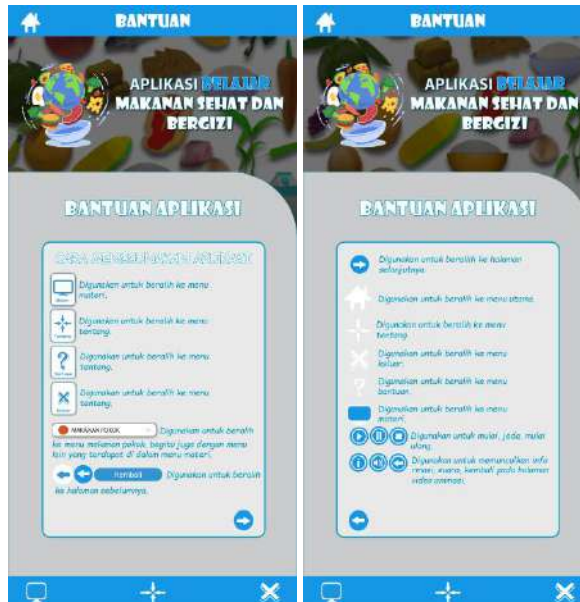 BANTUAN
APLIKASI BELAJAR
MAKANAN SEHAT DAN
BERGIZI
BANTUAN APLIKASI
CARA MENGGUNAKAN APLIKASI
Digunakan untuk beralih ke menu
materi.
Digunakan untuk beralih ke menu
tentang.
Digunakan untuk beralih ke menu
tentang.
Digunakan untuk beralih ke menu
tentang.
MAKANAN POKOK
Digunakan untuk beralih
ke menu makanan pokok, begitu juga dengan menu
lain yang terdapat di dalam menu materi.
Kembali
Digunakan untuk beralih
ke halaman sebelumnya.
BANTUAN
APLIKASI BELAJAR
MAKANAN SEHAT DAN
BERGIZI
BANTUAN APLIKASI
Digunakan untuk beralih ke halaman
selanjutnya.
Digunakan untuk beralih ke menu utama.
Digunakan untuk beralih ke menu
tentang.
Digunakan untuk beralih ke menu
keluar.
Digunakan untuk beralih ke menu
bantuan.
Digunakan untuk beralih ke menu
materi.
Digunakan untuk mulai, jeda, mulai
ulang.
Digunakan untuk memunculkan info
rmasi, suara, kembali pada halaman
video animasi.